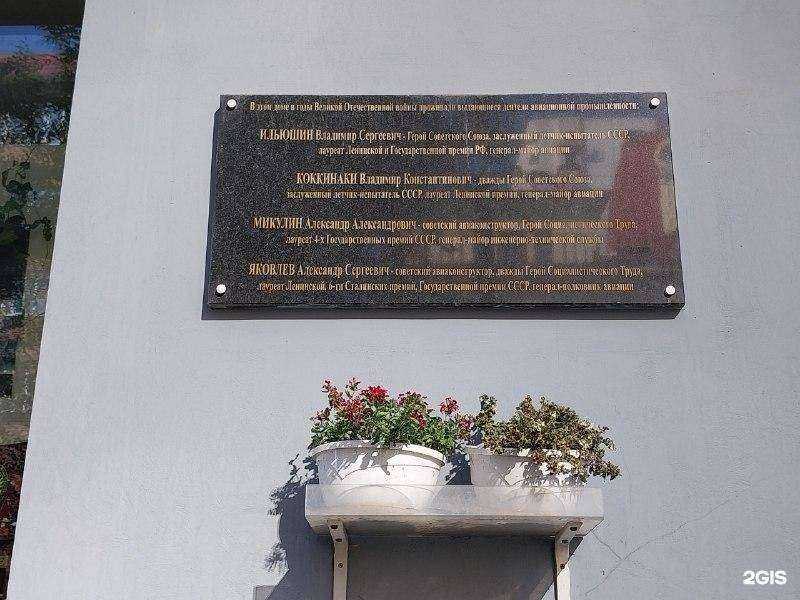 В этом доме в годы Великой Отечественной войны проживали выдающиеся деятели авиационной промышленности:
ИЛЬЮШИН Владимир Сергеевич - Герой Советского Союза, заслуженный летчик-испытатель СССР,
лауреат Ленинской и Государственной премии РФ, генерал-майор авиации
КОККИНАКИ Владимир Константинович - дважды Герой Советского Союза,
заслуженный летчик-испытатель СССР, лауреат Ленинской премии, генерал-майор авиации
МИКУЛИН Александр Александрович - советский авиаконструктор, Герой Социалистического Труда,
лауреат 4-х Государственных премий СССР, генерал-майор инженерно-технической службы
ЯКОВЛЕВ Александр Сергеевич - советский авиаконструктор, дважды Герой Социалистического Труда,
лауреат Ленинской, 6-ти Сталинских премий, Государственной премии СССР, генерал-полковник авиации
2GIS